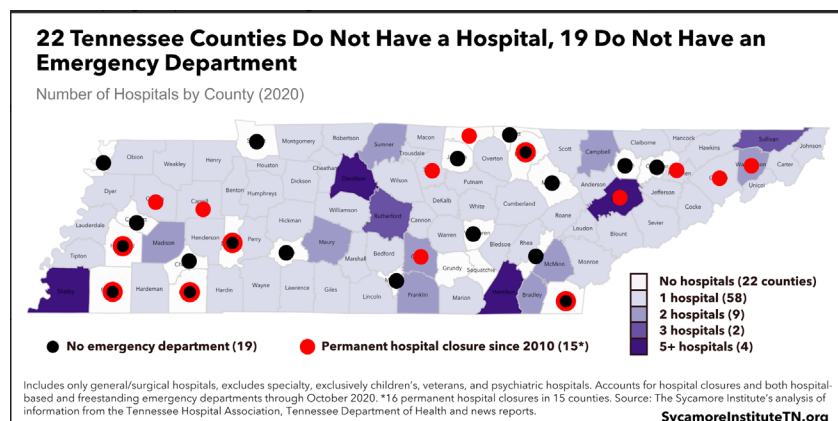 22 Tennessee Counties Do Not Have a Hospital, 19 Do Not Have an
Emergency Department
Number of Hospitals by County (2020)
Montgomery
Robertson
Sumner
Macon
Trousdale
Overton
Scott
Campbell
Claiborne
Hancock
Hawkins
Sullivan
Johnson
Carter
Unicoi
Obion
Weakley
Henry
Houston
Cheatham
Dickson
Humphreys
Benton
Dyer
Wilson
Putnam
Anderson
Jefferson
Cocke
DeKalb
White
Cumberland
Roane
Sevier
Blount
Loudon
Monroe
Lauderdale
Tipton
Madison
Henderson
Perry
Hickman
Williamson
Rutherford
Cannon
Warren
Bledsoe
Rhea
McMinn
Maury
Marshall
Bedford
Grundy
Sequatchie
Shelby
Hardeman
Hardin
Wayne
Lawrence
Giles
Lincoln
Franklin
Marion
Bradley
No hospitals (22 counties)
1 hospital (58)
2 hospitals (9)
3 hospitals (2)
5+ hospitals (4)
No emergency department (19)
Permanent hospital closure since 2010 (15*)
Includes only general/surgical hospitals, excludes specialty, exclusively children's, veterans, and psychiatric hospitals. Accounts for hospital closures and both hospital-
based and freestanding emergency departments through October 2020. *16 permanent hospital closures in 15 counties. Source: The Sycamore Institute's analysis of
information from the Tennessee Hospital Association, Tennessee Department of Health and news reports.
SycamoreInstituteTN.org